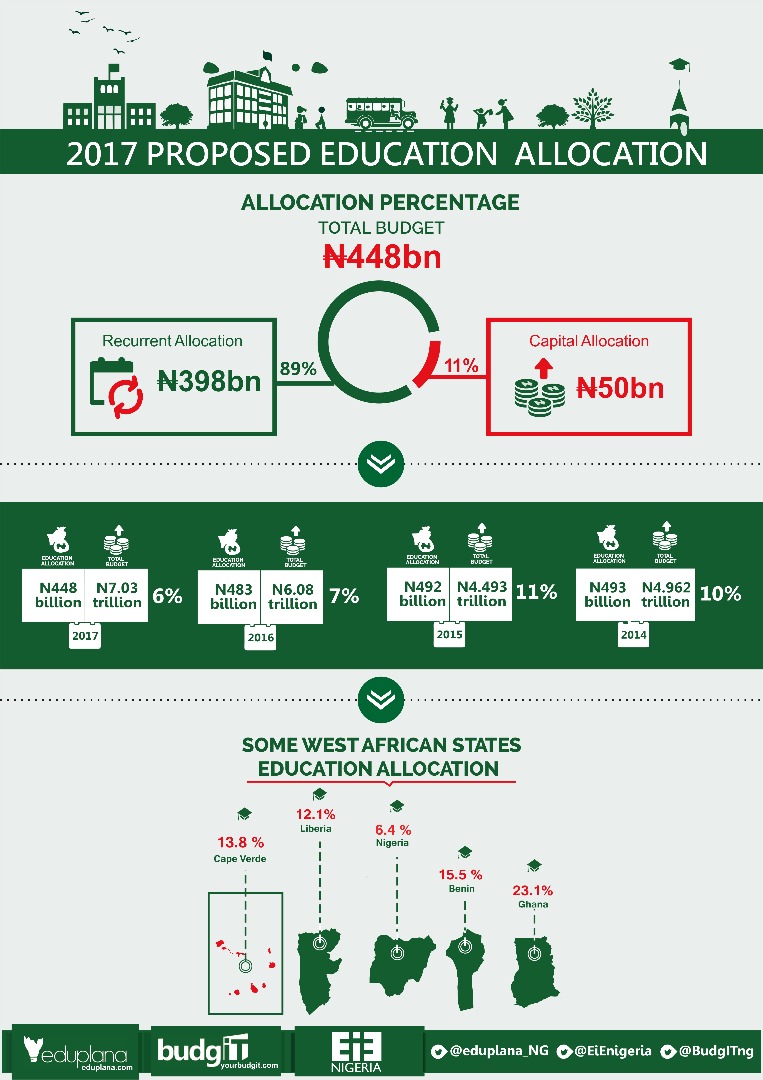 2017 PROPOSED EDUCATION ALLOCATION
ALLOCATION PERCENTAGE
TOTAL BUDGET
₦448bn
Recurrent Allocation
₦398bn
89%
11%
Capital Allocation
₦50bn
EDUCATION
ALLOCATION
TOTAL
BUDGET
N448
billion
N7.03
trillion
6%
2017
EDUCATION
ALLOCATION
TOTAL
BUDGET
N483
billion
N6.08
trillion
7%
2016
EDUCATION
ALLOCATION
TOTAL
BUDGET
N492
billion
N4.493
trillion
11%
2015
EDUCATION
ALLOCATION
TOTAL
BUDGET
N493
billion
N4.962
trillion
10%
2014
SOME WEST AFRICAN STATES
EDUCATION ALLOCATION
13.8 %
Cape Verde
12.1%
Liberia
6.4 %
Nigeria
15.5 %
Benin
23.1%
Ghana
eduplana
eduplana.com
budgIT
yourbudgit.com
EiE
NIGERIA
@eduplana_NG @EiEnigeria @BudgITng